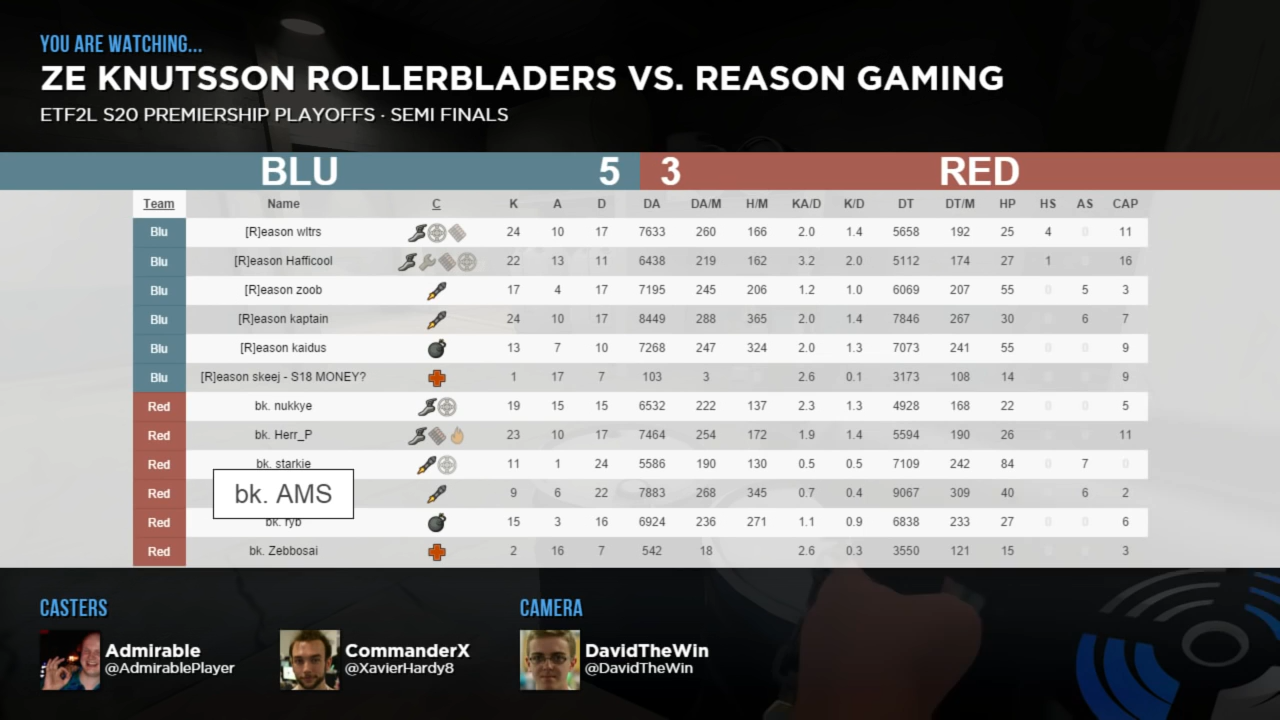 YOU ARE WATCHING...
ZE KNUTSSON ROLLERBLADERS VS. REASON GAMING
ETF2L S20 PREMIERSHIP PLAYOFFS · SEMI FINALS
BLU 5 3 RED
Team Name C K A D DA DA/M H/M KA/D K/D DT DT/M HP HS AS CAP
Blu [R]eason wltrs 24 10 17 7633 260 166 2.0 1.4 5658 192 25 4 0 11
Blu [R]eason Hafficool 22 13 11 6438 219 162 3.2 2.0 5112 174 27 1 16
Blu [R]eason zoob 17 4 17 7195 245 206 1.2 1.0 6069 207 55 0 5 3
Blu [R]eason kaptain 24 10 17 8449 288 365 2.0 1.4 7846 267 30 6 7
Blu [R]eason kaidus 13 7 10 7268 247 324 2.0 1.3 7073 241 55 0 0 9
Blu [R]eason skeej - S18 MONEY? 1 17 7 103 3 2.6 0.1 3173 108 14 9
Red bk. nukkye 19 15 15 6532 222 137 2.3 1.3 4928 168 22 0 0 5
Red bk. Herr_P 23 10 17 7464 254 172 1.9 1.4 5594 190 26 11
Red bk. starkie 11 1 24 5586 190 130 0.5 0.5 7109 242 84 0 7 0
Red bk. AMS 9 6 22 7883 268 345 0.7 0.4 9067 309 40 6 2
Red bk. ryb 15 3 16 6924 236 271 1.1 0.9 6838 233 27 0 0 6
Red bk. Zebbosai 2 16 7 542 18 2.6 0.3 3550 121 15 3
CASTERS
Admirable
@AdmirablePlayer
CommanderX
@XavierHardy8
CAMERA
DavidTheWin
@DavidTheWin